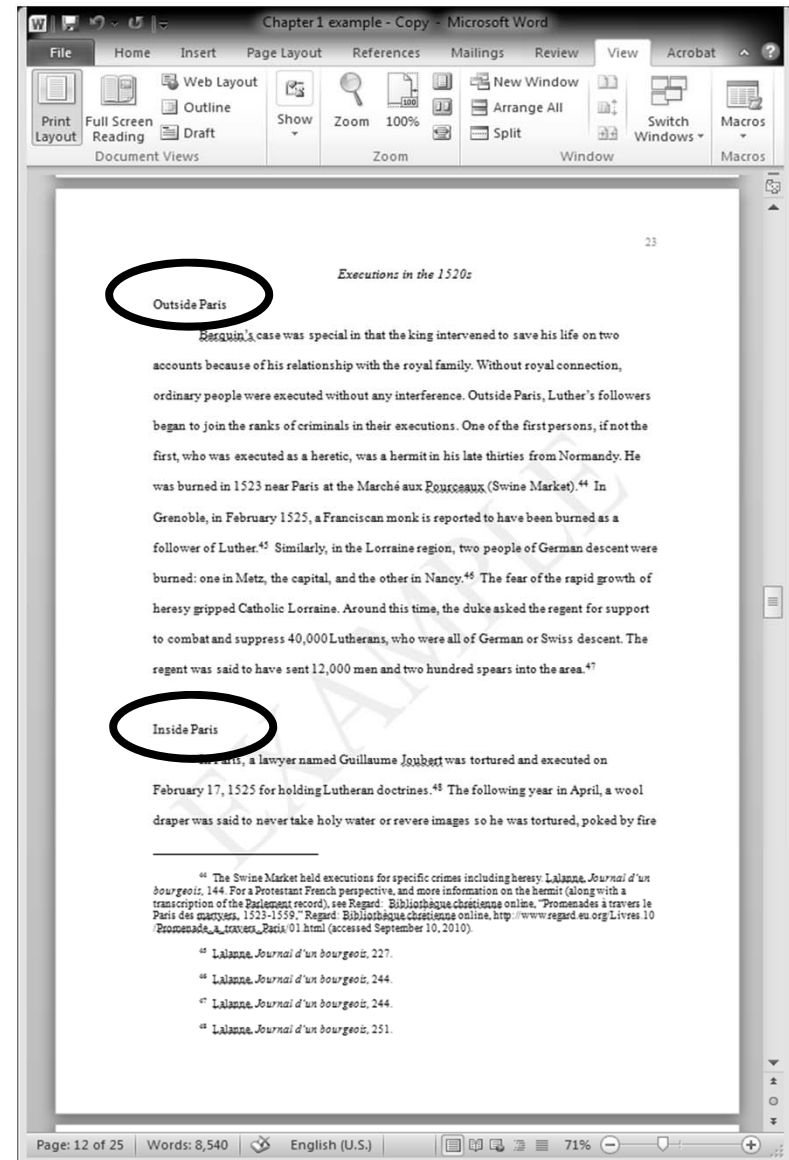 Chapter 1 example - Copy - Microsoft Word
File Home Insert Page Layout References Mailings Review View Acrobat
Print Layout Full Screen Reading Web Layout Outline Draft Show Zoom 100% New Window Arrange All Split Switch Windows Macros
Document Views Zoom Window Macros
23
Executions in the 1520s
Outside Paris
Berquin's case was special in that the king intervened to save his life on two
accounts because of his relationship with the royal family. Without royal connection,
ordinary people were executed without any interference. Outside Paris, Luther's followers
began to join the ranks of criminals in their executions. One of the first persons, if not the
first, who was executed as a heretic, was a hermit in his late thirties from Normandy. He
was burned in 1523 near Paris at the Marché aux Pourceaux (Swine Market).44 In
Grenoble, in February 1525, a Franciscan monk is reported to have been burned as a
follower of Luther.45 Similarly, in the Lorraine region, two people of German descent were
burned: one in Metz, the capital, and the other in Nancy.46 The fear of the rapid growth of
heresy gripped Catholic Lorraine. Around this time, the duke asked the regent for support
to combat and suppress 40,000 Lutherans, who were all of German or Swiss descent. The
regent was said to have sent 12,000 men and two hundred spears into the area.47
Inside Paris
In Paris, a lawyer named Guillaume Joubert was tortured and executed on
February 17, 1525 for holding Lutheran doctrines.48 The following year in April, a wool
draper was said to never take holy water or revere images so he was tortured, poked by fire
EXAMPLE
44 The Swine Market held executions for specific crimes including heresy. Lalanne, Journal d'un
bourgeois, 144. For a Protestant French perspective, and more information on the hermit (along with a
transcription of the Parlement record), see Regard: Bibliothèque chrétienne online, "Promenades à travers le
Paris des martyers, 1523-1559," Regard: Bibliothèque chrétienne online, http://www.regard.eu.org/Livres.10
/Promenade_a_travers_Paris/01.html (accessed September 10, 2010).
45 Lalanne, Journal d'un bourgeois, 227.
46 Lalanne, Journal d'un bourgeois, 244.
47 Lalanne, Journal d'un bourgeois, 244.
48 Lalanne, Journal d'un bourgeois, 251.
Page: 12 of 25 Words: 8,540 English (U.S.) 71%